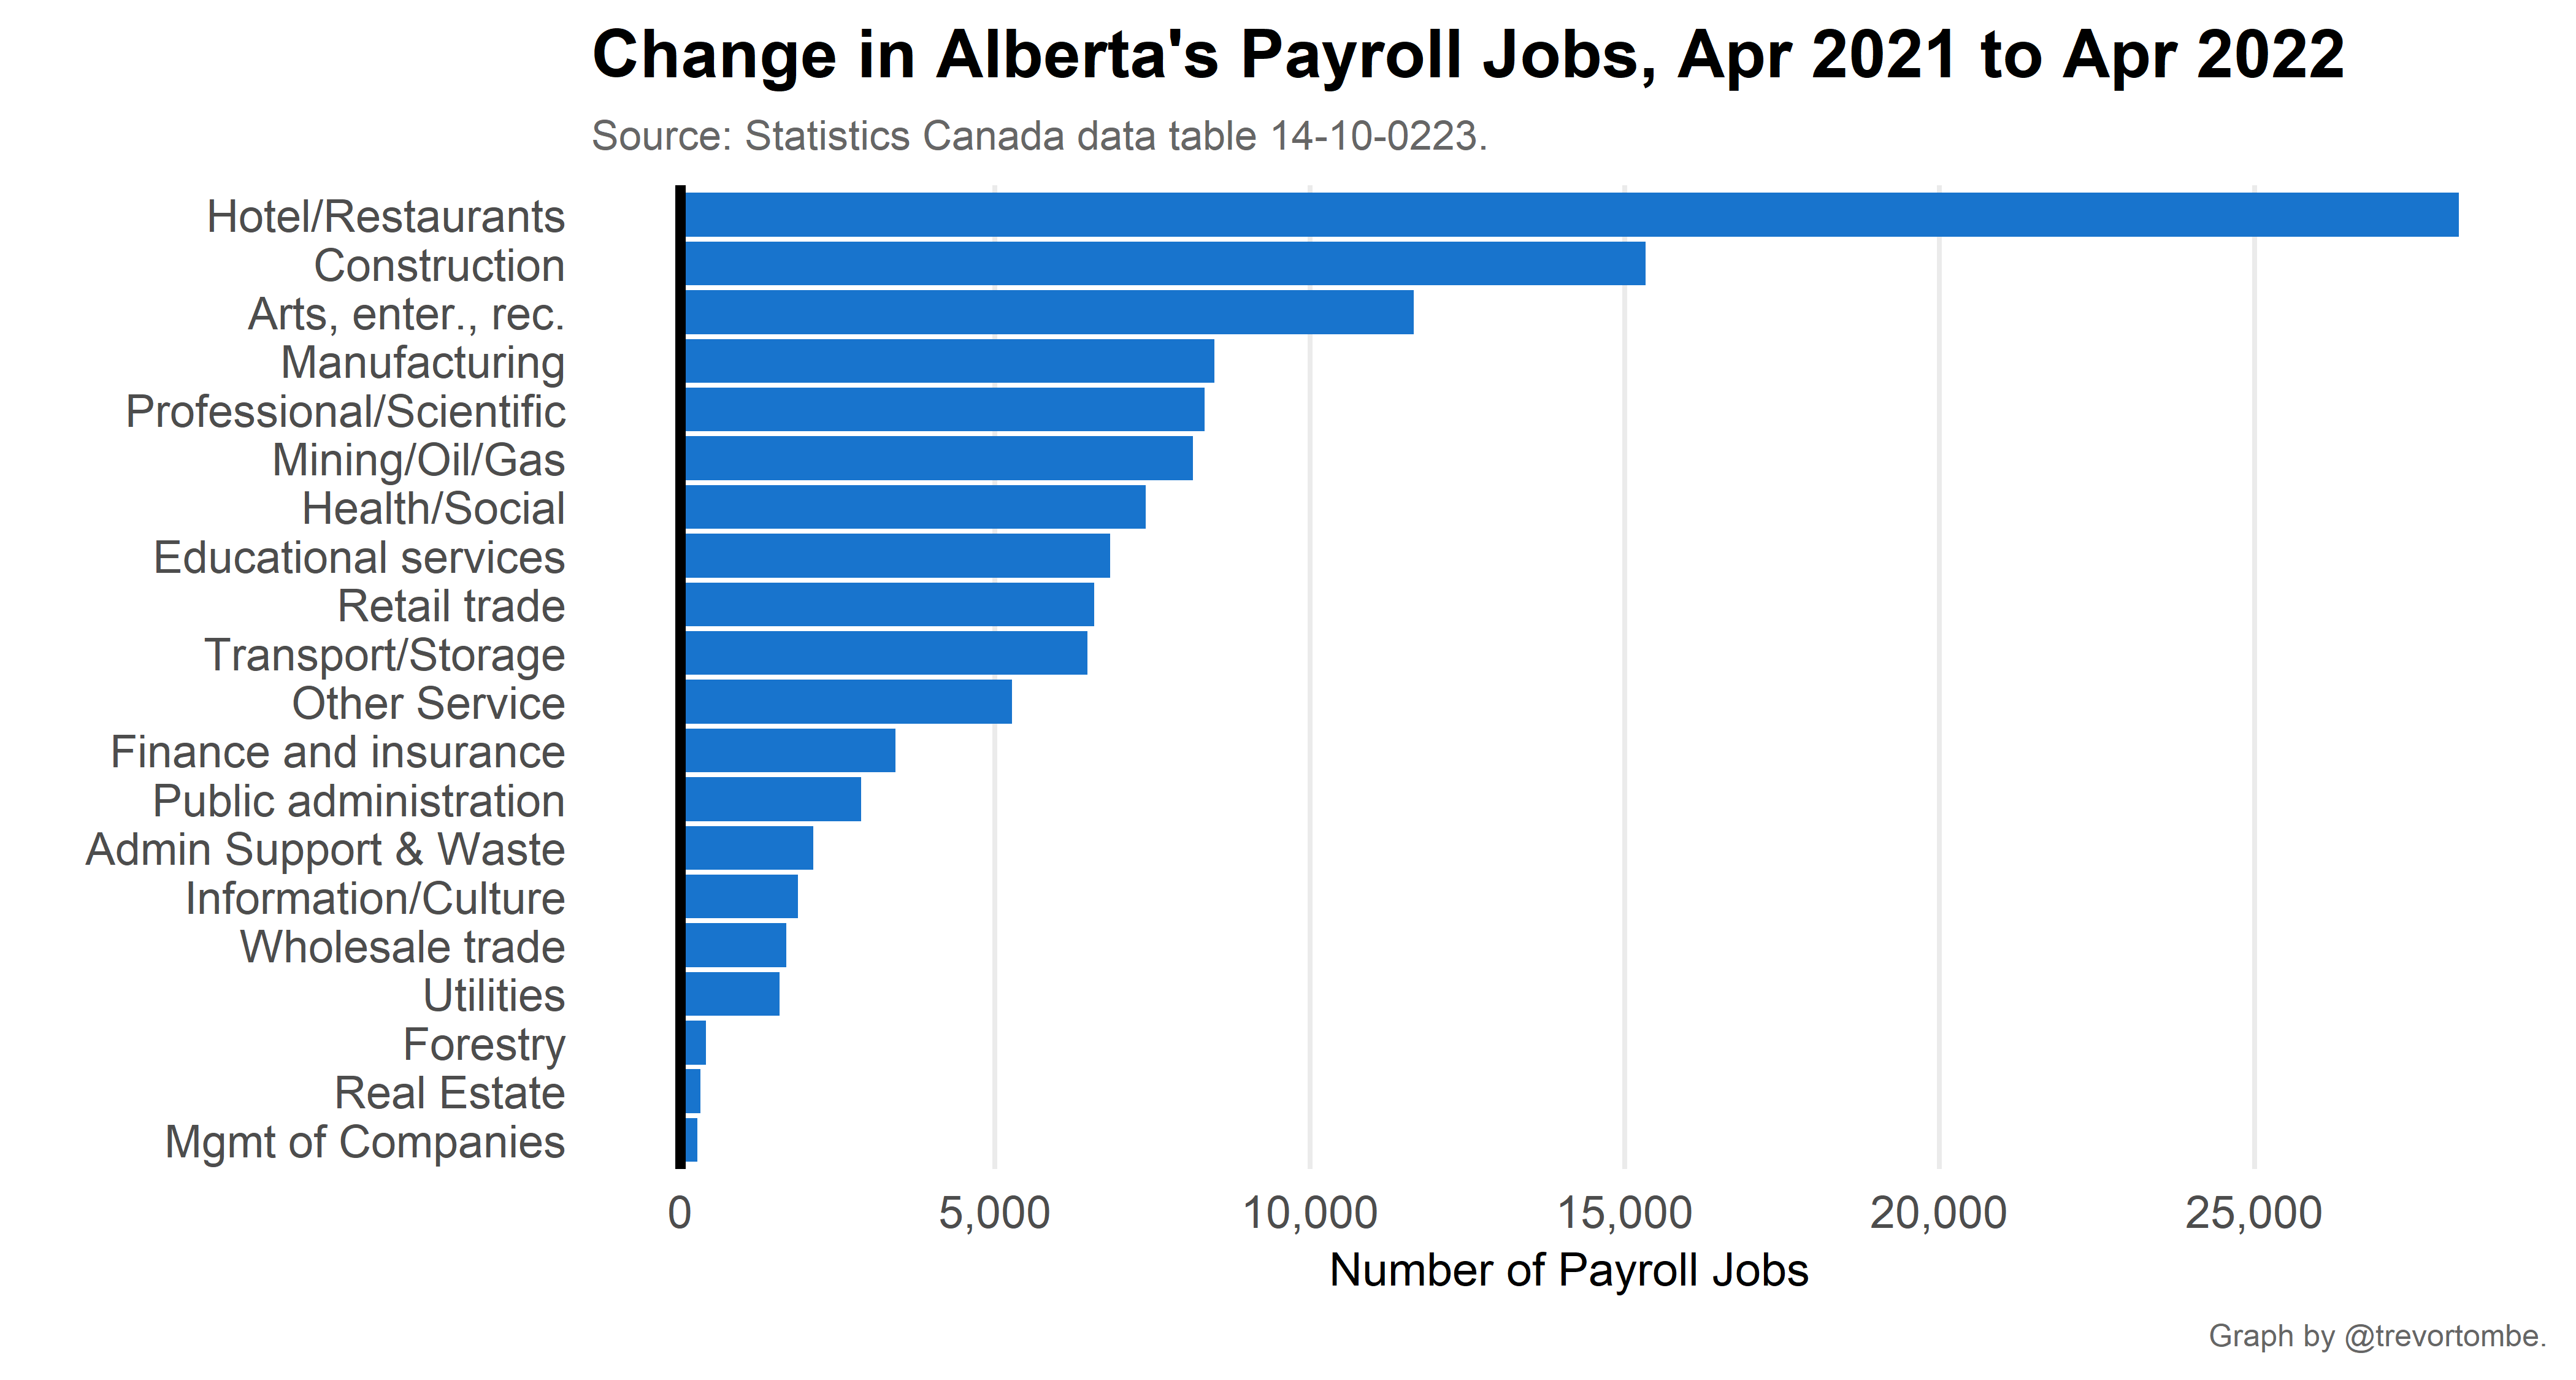 Change in Alberta's Payroll Jobs, Apr 2021 to Apr 2022
Source: Statistics Canada data table 14-10-0223.
Hotel/Restaurants
Construction
Arts, enter., rec.
Manufacturing
Professional/Scientific
Mining/Oil/Gas
Health/Social
Educational services
Retail trade
Transport/Storage
Other Service
Finance and insurance
Public administration
Admin Support & Waste
Information/Culture
Wholesale trade
Utilities
Forestry
Real Estate
Mgmt of Companies
0 5,000 10,000 15,000 20,000 25,000
Number of Payroll Jobs
Graph by @trevortombe.